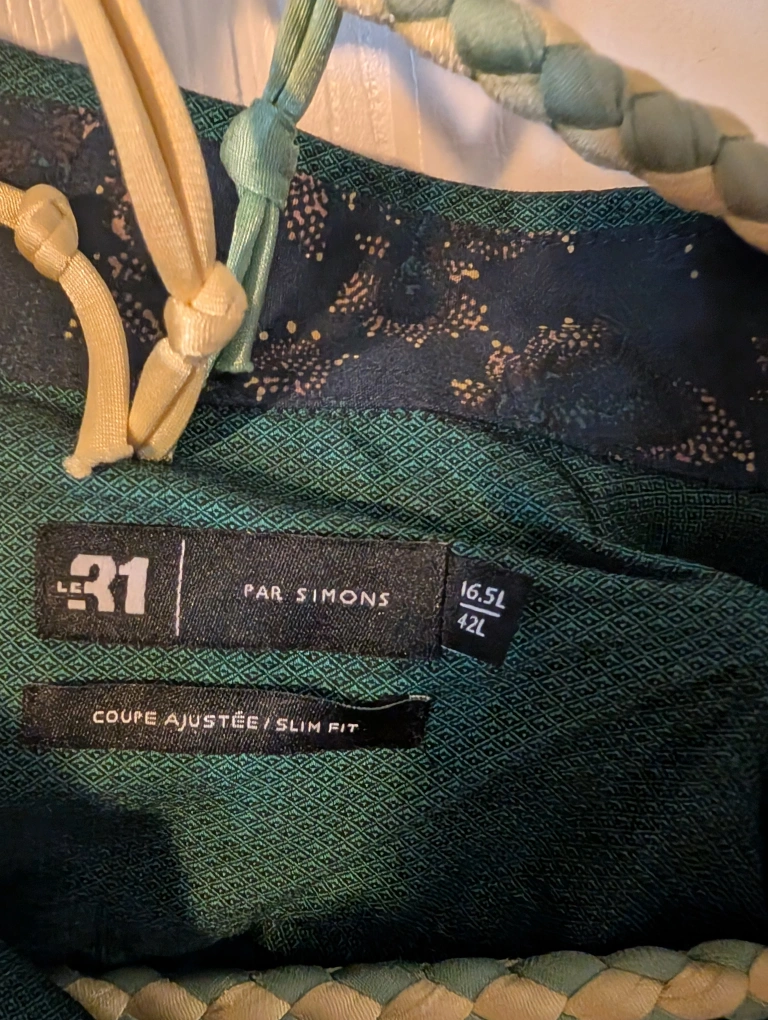 LE 31
PAR SIMONS
16.5L
42L
COUPE AJUSTÉE / SLIM FIT